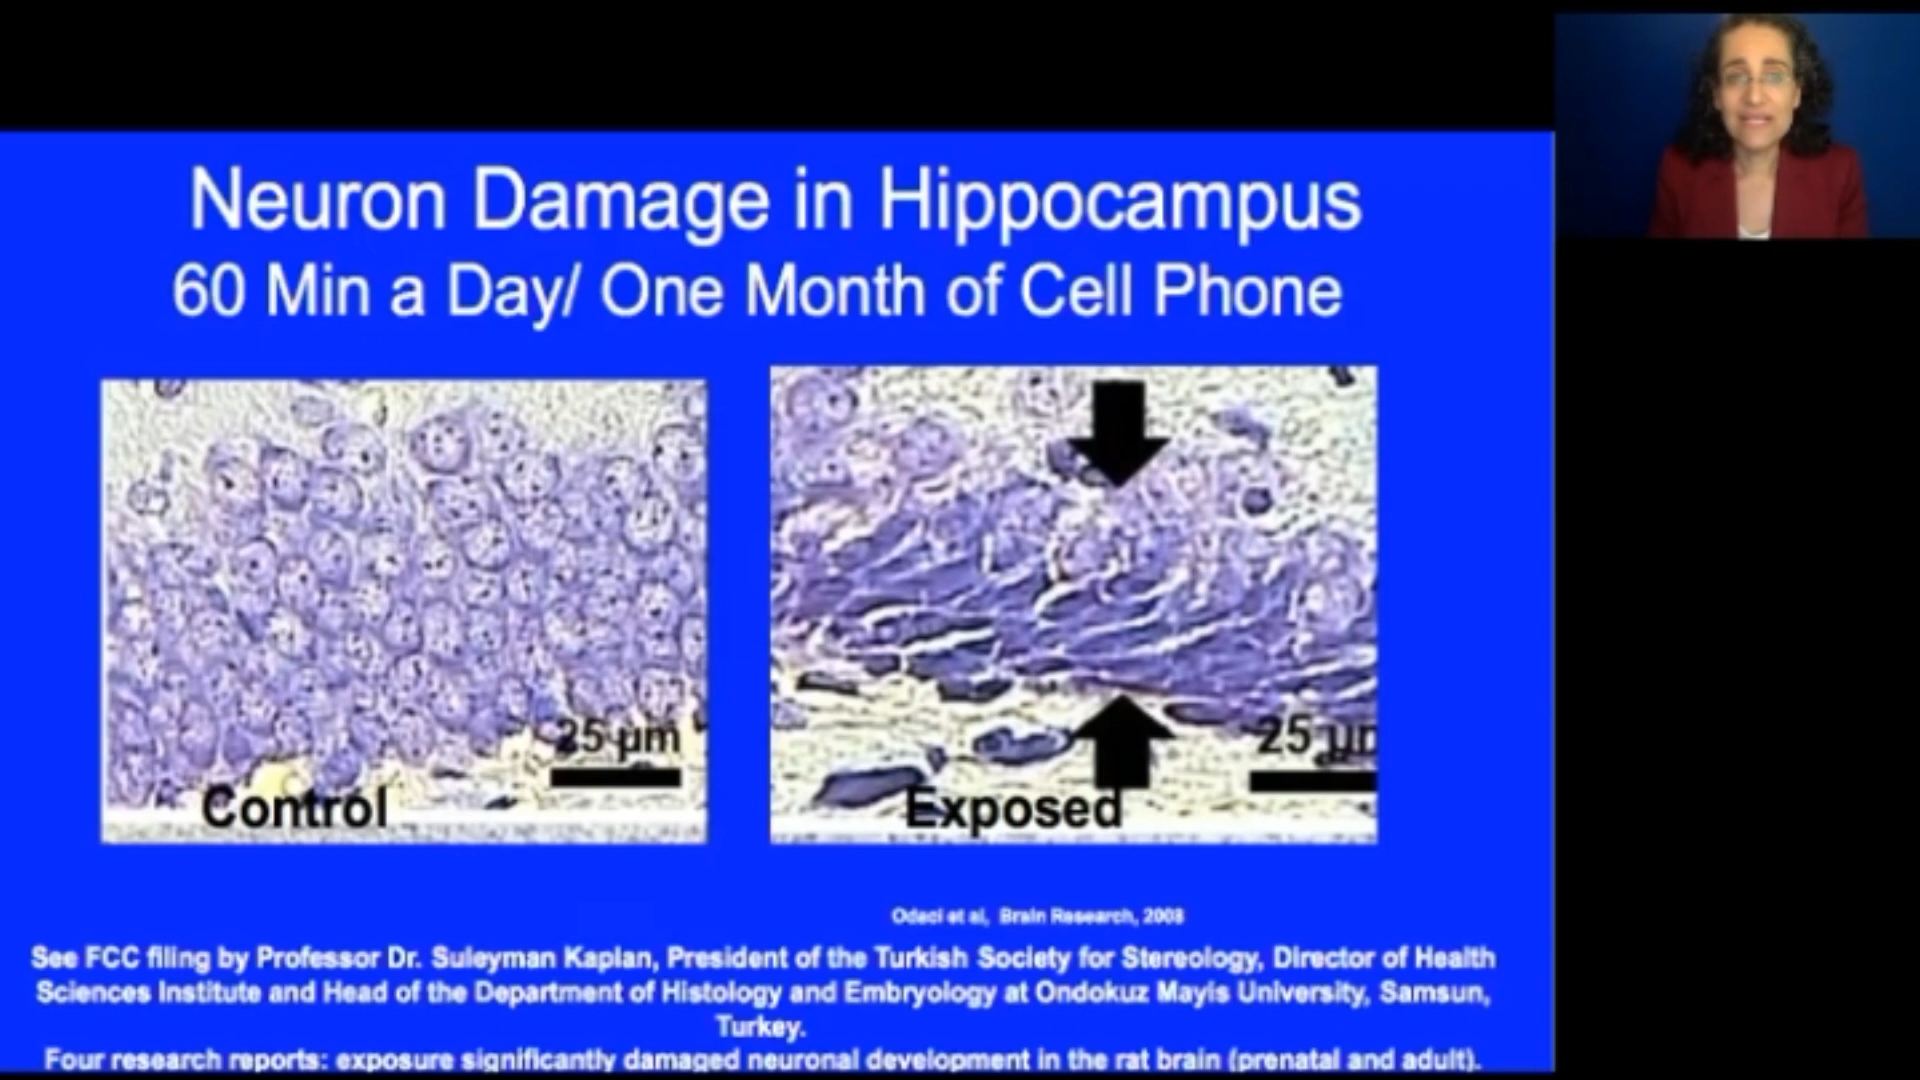 Neuron Damage in Hippocampus
60 Min a Day/ One Month of Cell Phone
25 µm
Control
25 µm
Exposed
Odaci et al, Brain Research, 2008
See FCC filing by Professor Dr. Suleyman Kaplan, President of the Turkish Society for Stereology, Director of Health
Sciences Institute and Head of the Department of Histology and Embryology at Ondokuz Mayis University, Samsun,
Turkey.
Four research reports: exposure significantly damaged neuronal development in the rat brain (prenatal and adult).